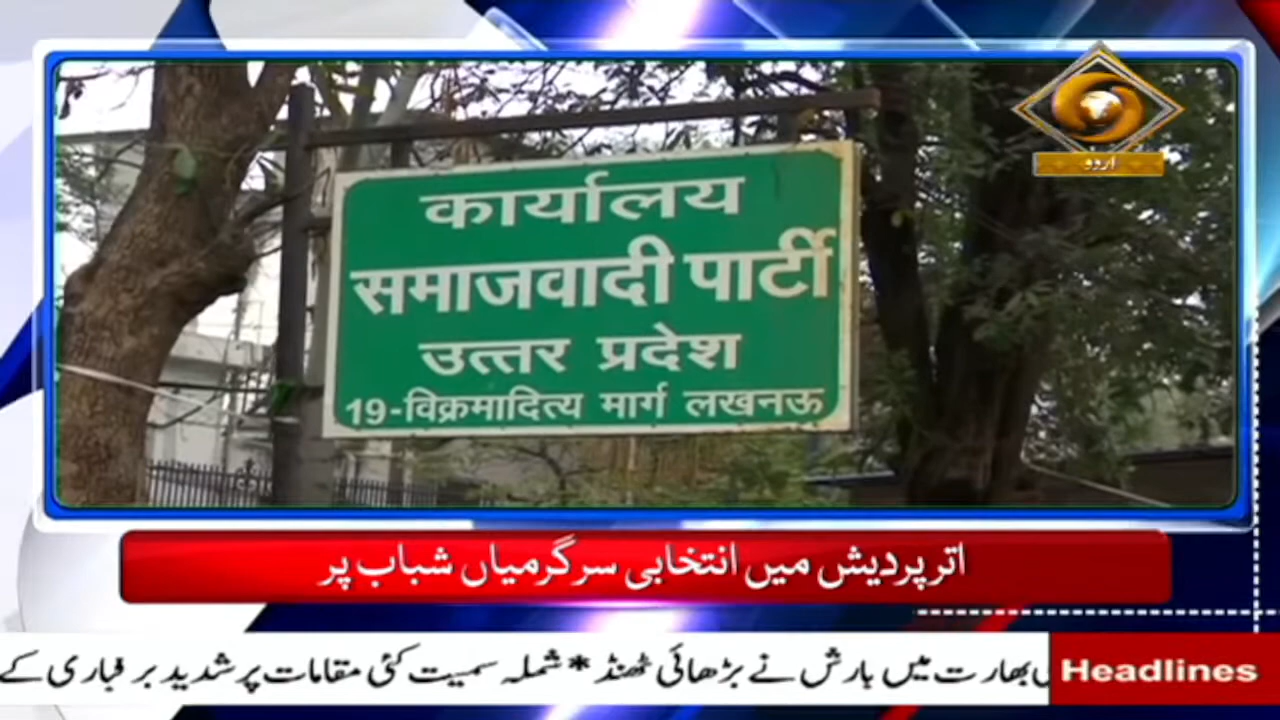 اردو
कार्यालय
समाजवादी पार्टी
उत्तर प्रदेश
19-विक्रमादित्य मार्ग लखनऊ
اترپردیش میں انتخابی سرگرمیاں شباب پر
بھارت میں بارش نے بڑھائی ٹھنڈ * شملہ سمیت کئی مقامات پر شدید برفباری کے
Headlines